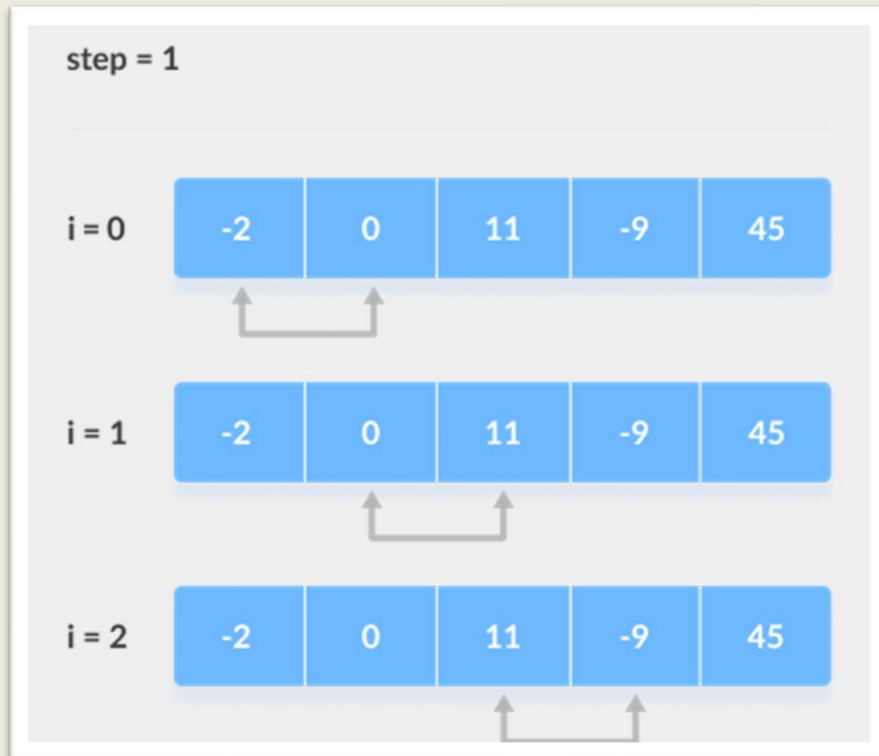 step = 1
i = 0 -2 0 11 -9 45
i = 1 -2 0 11 -9 45
i = 2 -2 0 11 -9 45